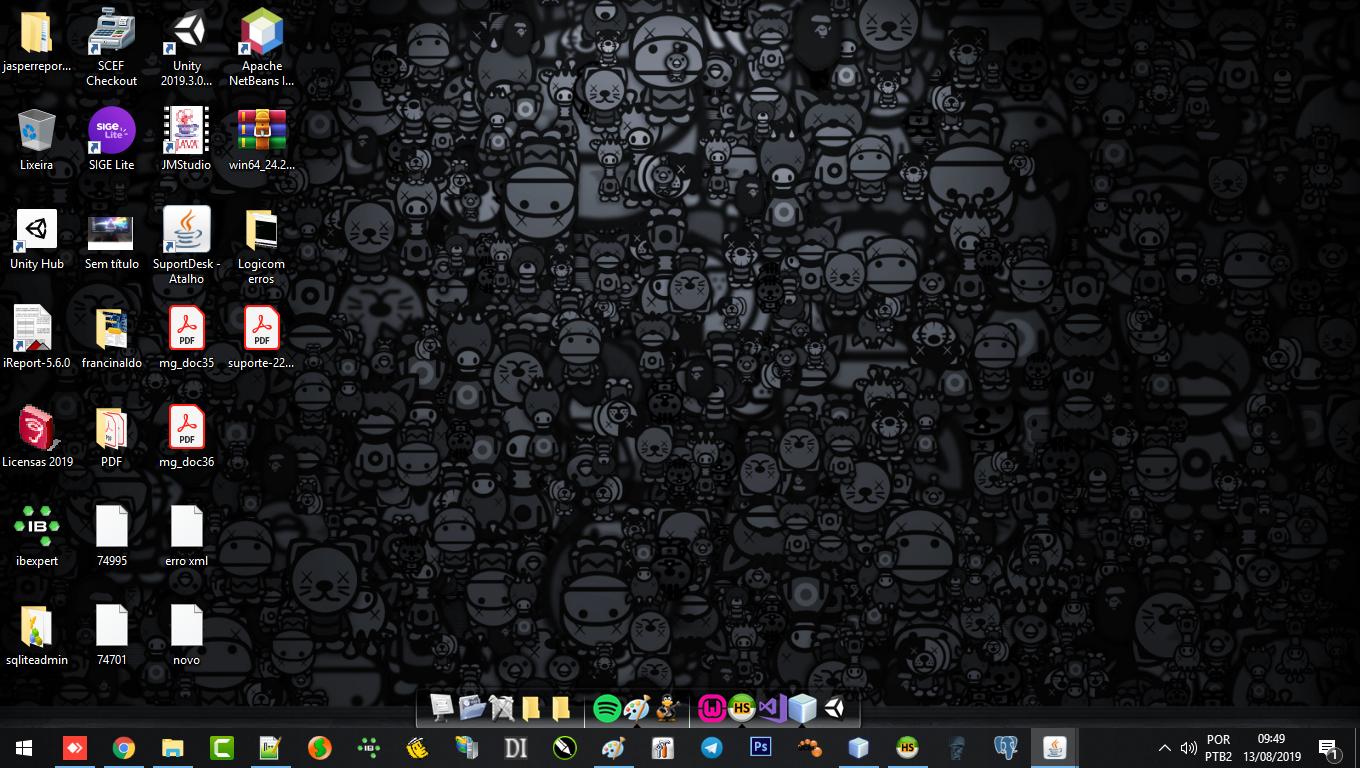 jasperrepor...
SCEF
Checkout
Unity
2019.3.0...
Apache
NetBeans I...
Lixeira
SIGE
Lite
SIGE Lite
JAVA
JMStudio
win64_24.2...
Unity Hub
Sem título
SuportDesk -
Atalho
Logicom
erros
iReport-5.6.0
francinaldo
PDF
mg_doc35
PDF
suporte-22...
Licensas 2019
PDF
PDF
mg_doc36
IB
ibexpert
74995
erro xml
sqliteadmin
74701
novo
W
HS
IB
DI
Ps
HS
POR
PTB2
09:49
13/08/2019
1